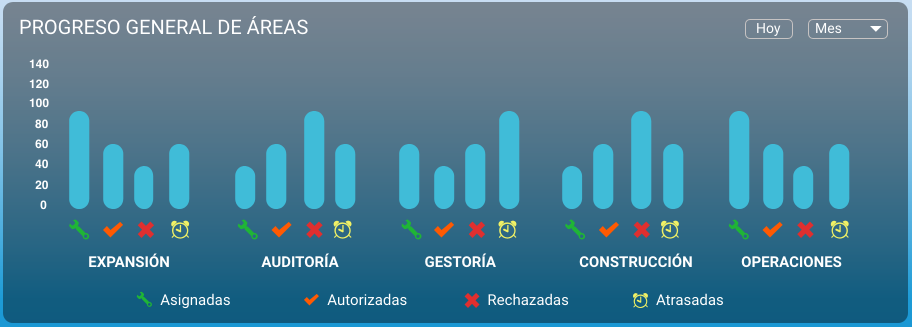 PROGRESO GENERAL DE ÁREAS
Hoy Mes
140
120
100
80
60
40
20
0
EXPANSIÓN AUDITORÍA GESTORÍA CONSTRUCCIÓN OPERACIONES
Asignadas Autorizadas Rechazadas Atrasadas